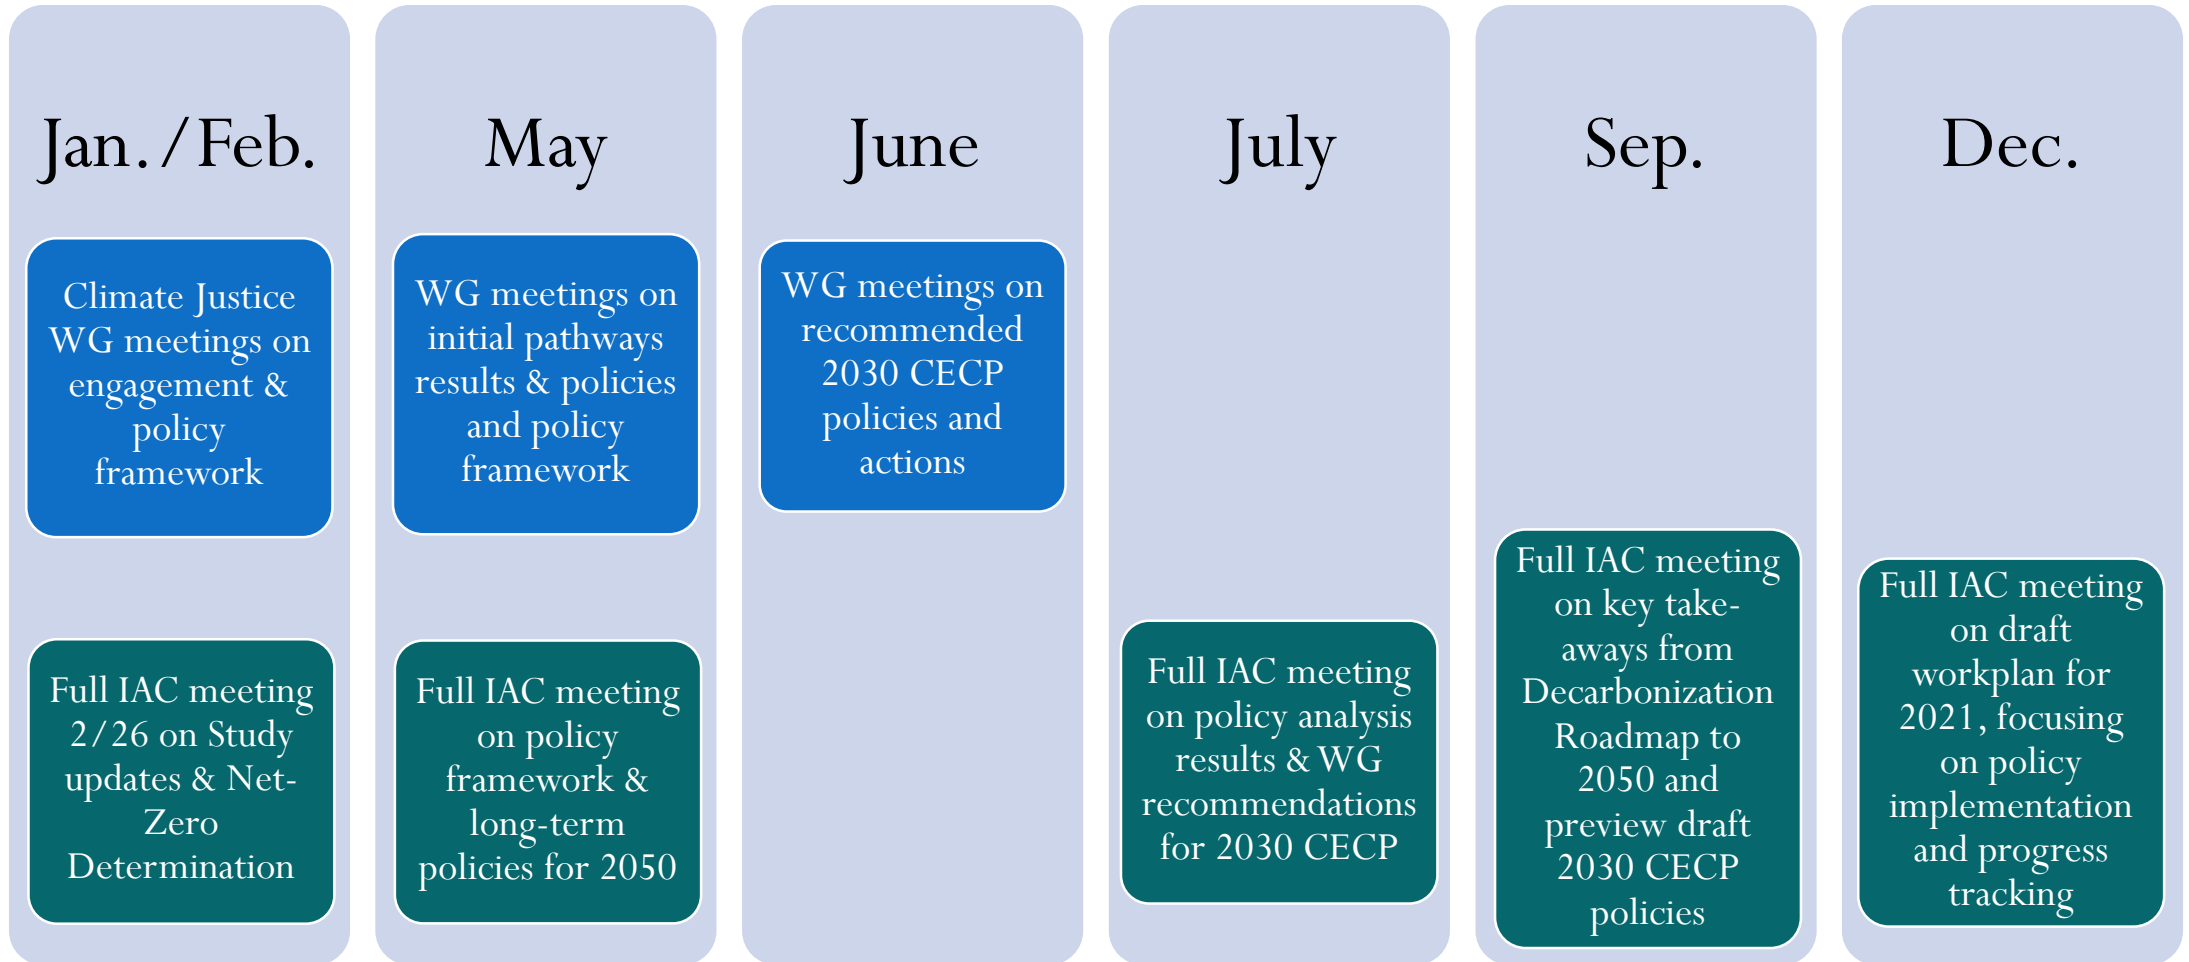 Jan./Feb.
Climate Justice
WG meetings on
engagement &
policy
framework
Full IAC meeting
2/26 on Study
updates & Net-
Zero
Determination
May
WG meetings on
initial pathways
results & policies
and policy
framework
Full IAC meeting
on policy
framework &
long-term
policies for 2050
June
WG meetings on
recommended
2030 CECP
policies and
actions
July
Full IAC meeting
on policy analysis
results & WG
recommendations
for 2030 CECP
Sep.
Full IAC meeting
on key take-
aways from
Decarbonization
Roadmap to
2050 and
preview draft
2030 CECP
policies
Dec.
Full IAC meeting
on draft
workplan for
2021, focusing
on policy
implementation
and progress
tracking